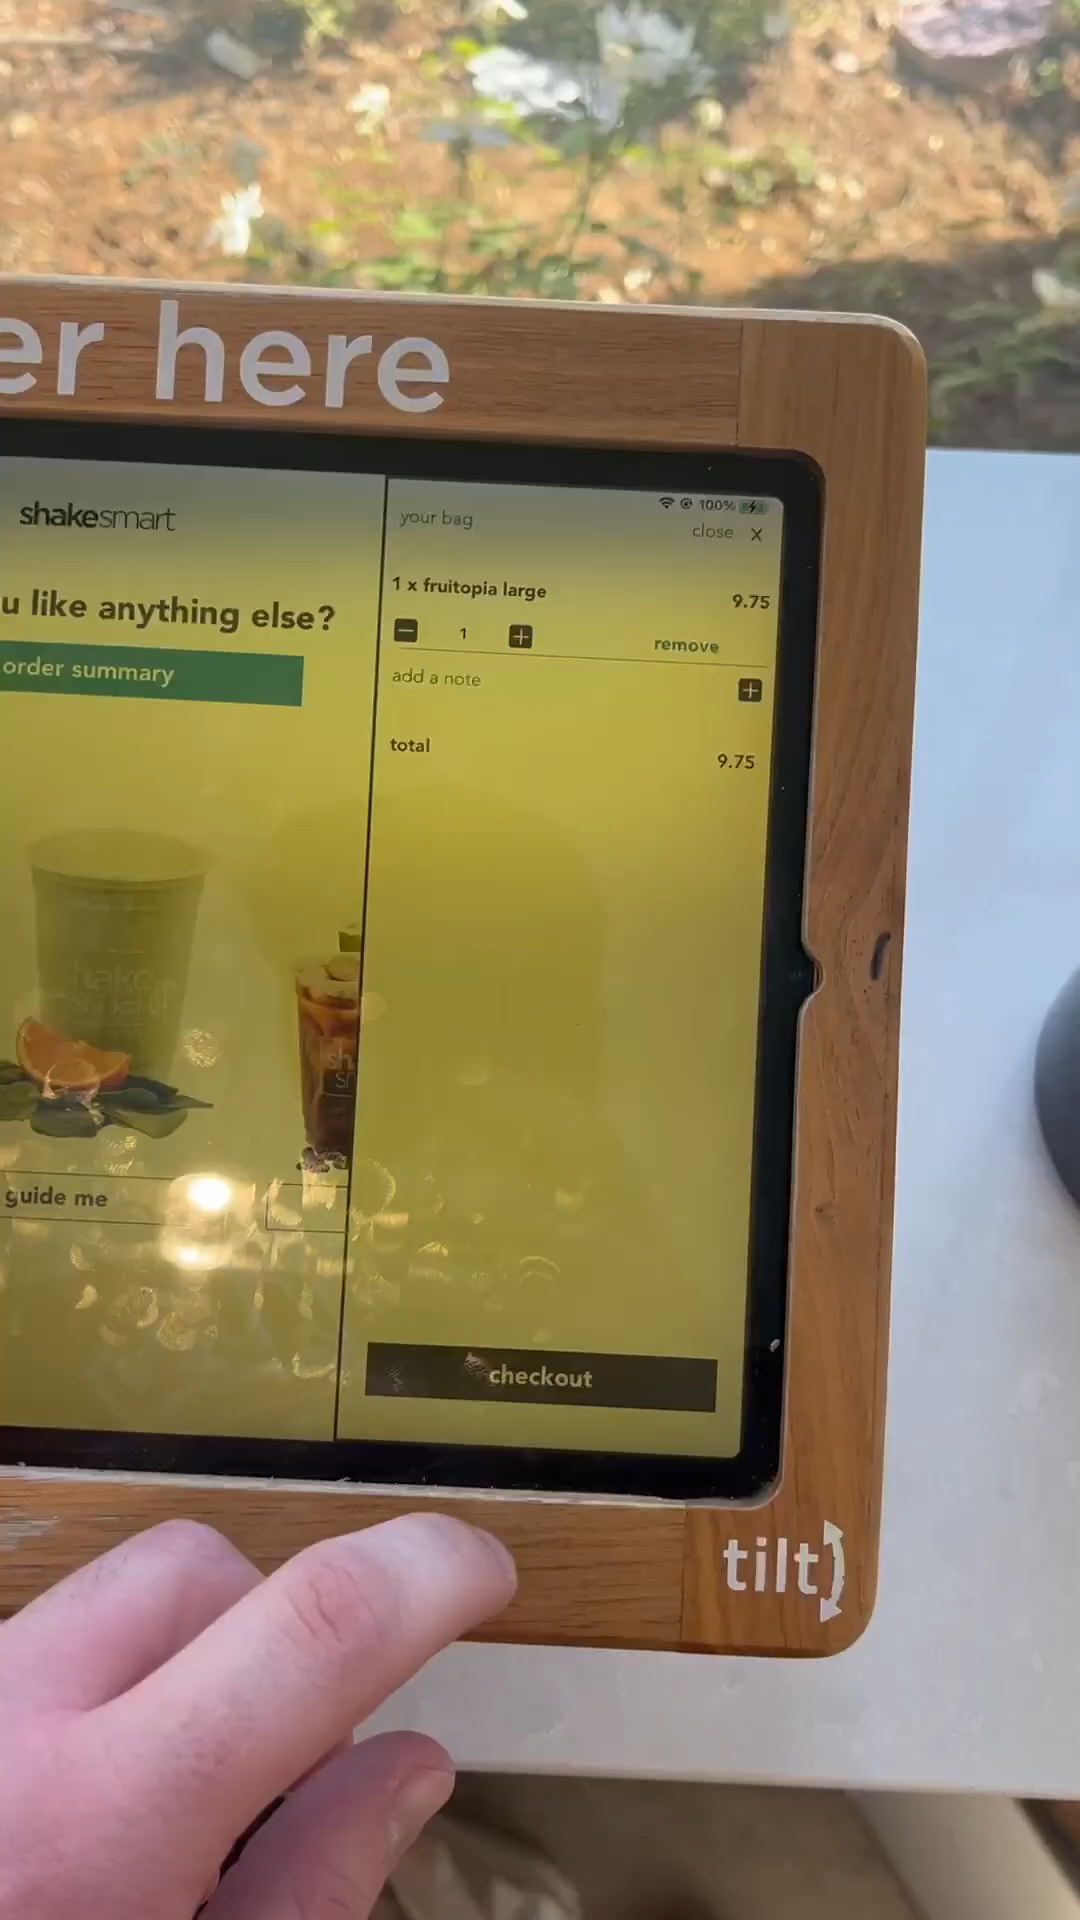 er here
shakesmart
your bag
100%
close X
u like anything else?
order summary
1 x fruitopia large
9.75
1
remove
add a note
total
9.75
guide me
checkout
tilt